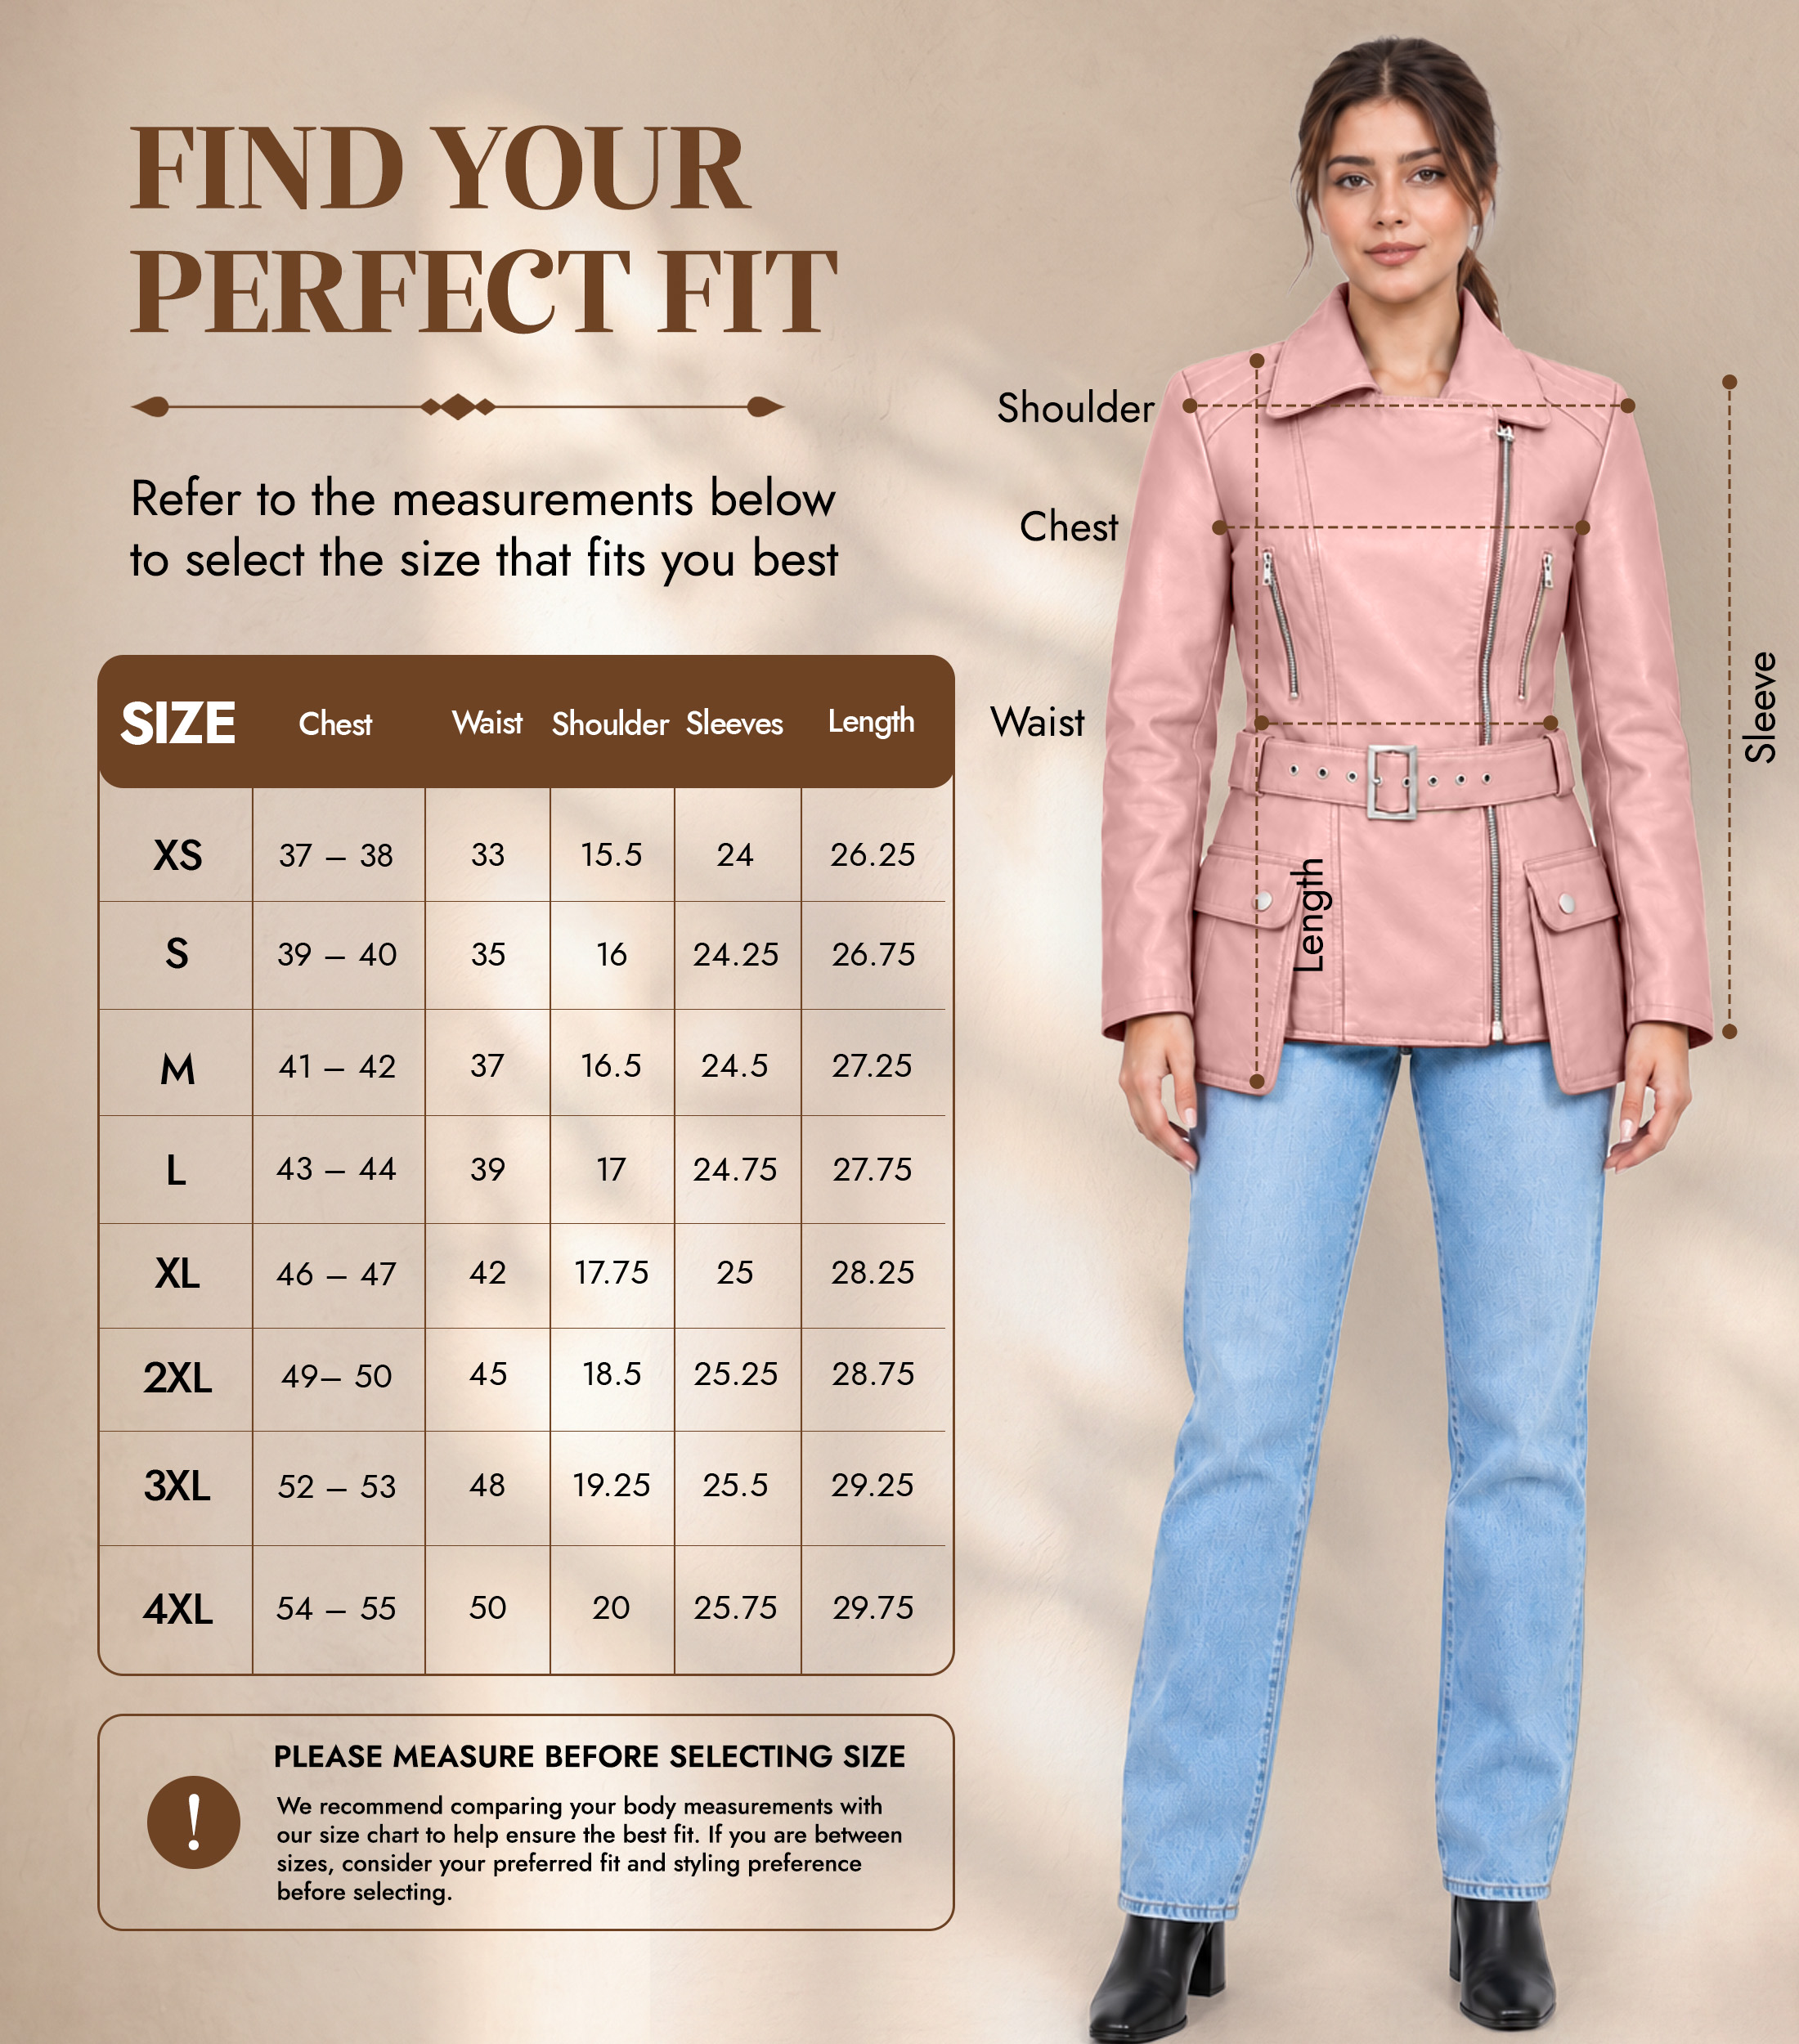 FIND YOUR
PERFECT FIT
Refer to the measurements below
to select the size that fits you best
SIZE Chest Waist Shoulder Sleeves Length
XS 37 – 38 33 15.5 24 26.25
S 39 – 40 35 16 24.25 26.75
M 41 – 42 37 16.5 24.5 27.25
L 43 – 44 39 17 24.75 27.75
XL 46 – 47 42 17.75 25 28.25
2XL 49– 50 45 18.5 25.25 28.75
3XL 52 – 53 48 19.25 25.5 29.25
4XL 54 – 55 50 20 25.75 29.75
PLEASE MEASURE BEFORE SELECTING SIZE
!
We recommend comparing your body measurements with
our size chart to help ensure the best fit. If you are between
sizes, consider your preferred fit and styling preference
before selecting.
Shoulder
Chest
Waist
Length
Sleeve